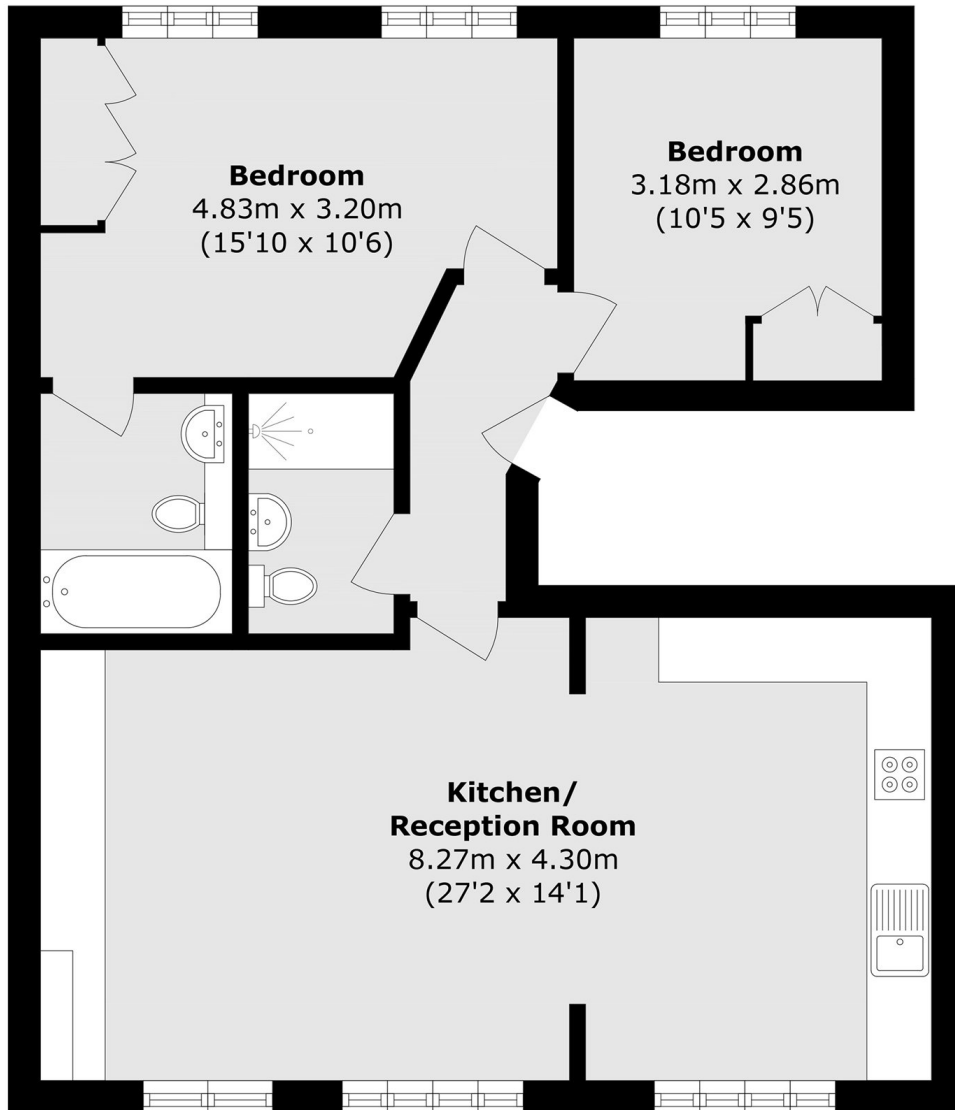 Bedroom
4.83m x 3.20m
(15'10 x 10'6)
Bedroom
3.18m x 2.86m
(10'5 x 9'5)
Kitchen/
Reception Room
8.27m x 4.30m
(27'2 x 14'1)